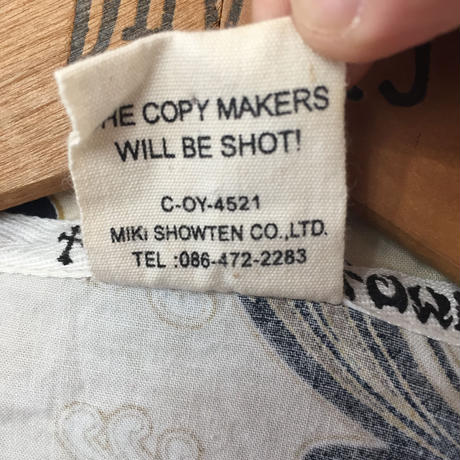 HE COPY MAKERS
WILL BE SHOT!
C-OY-4521
MIKI SHOWTEN CO.,LTD.
TEL :086-472-2283